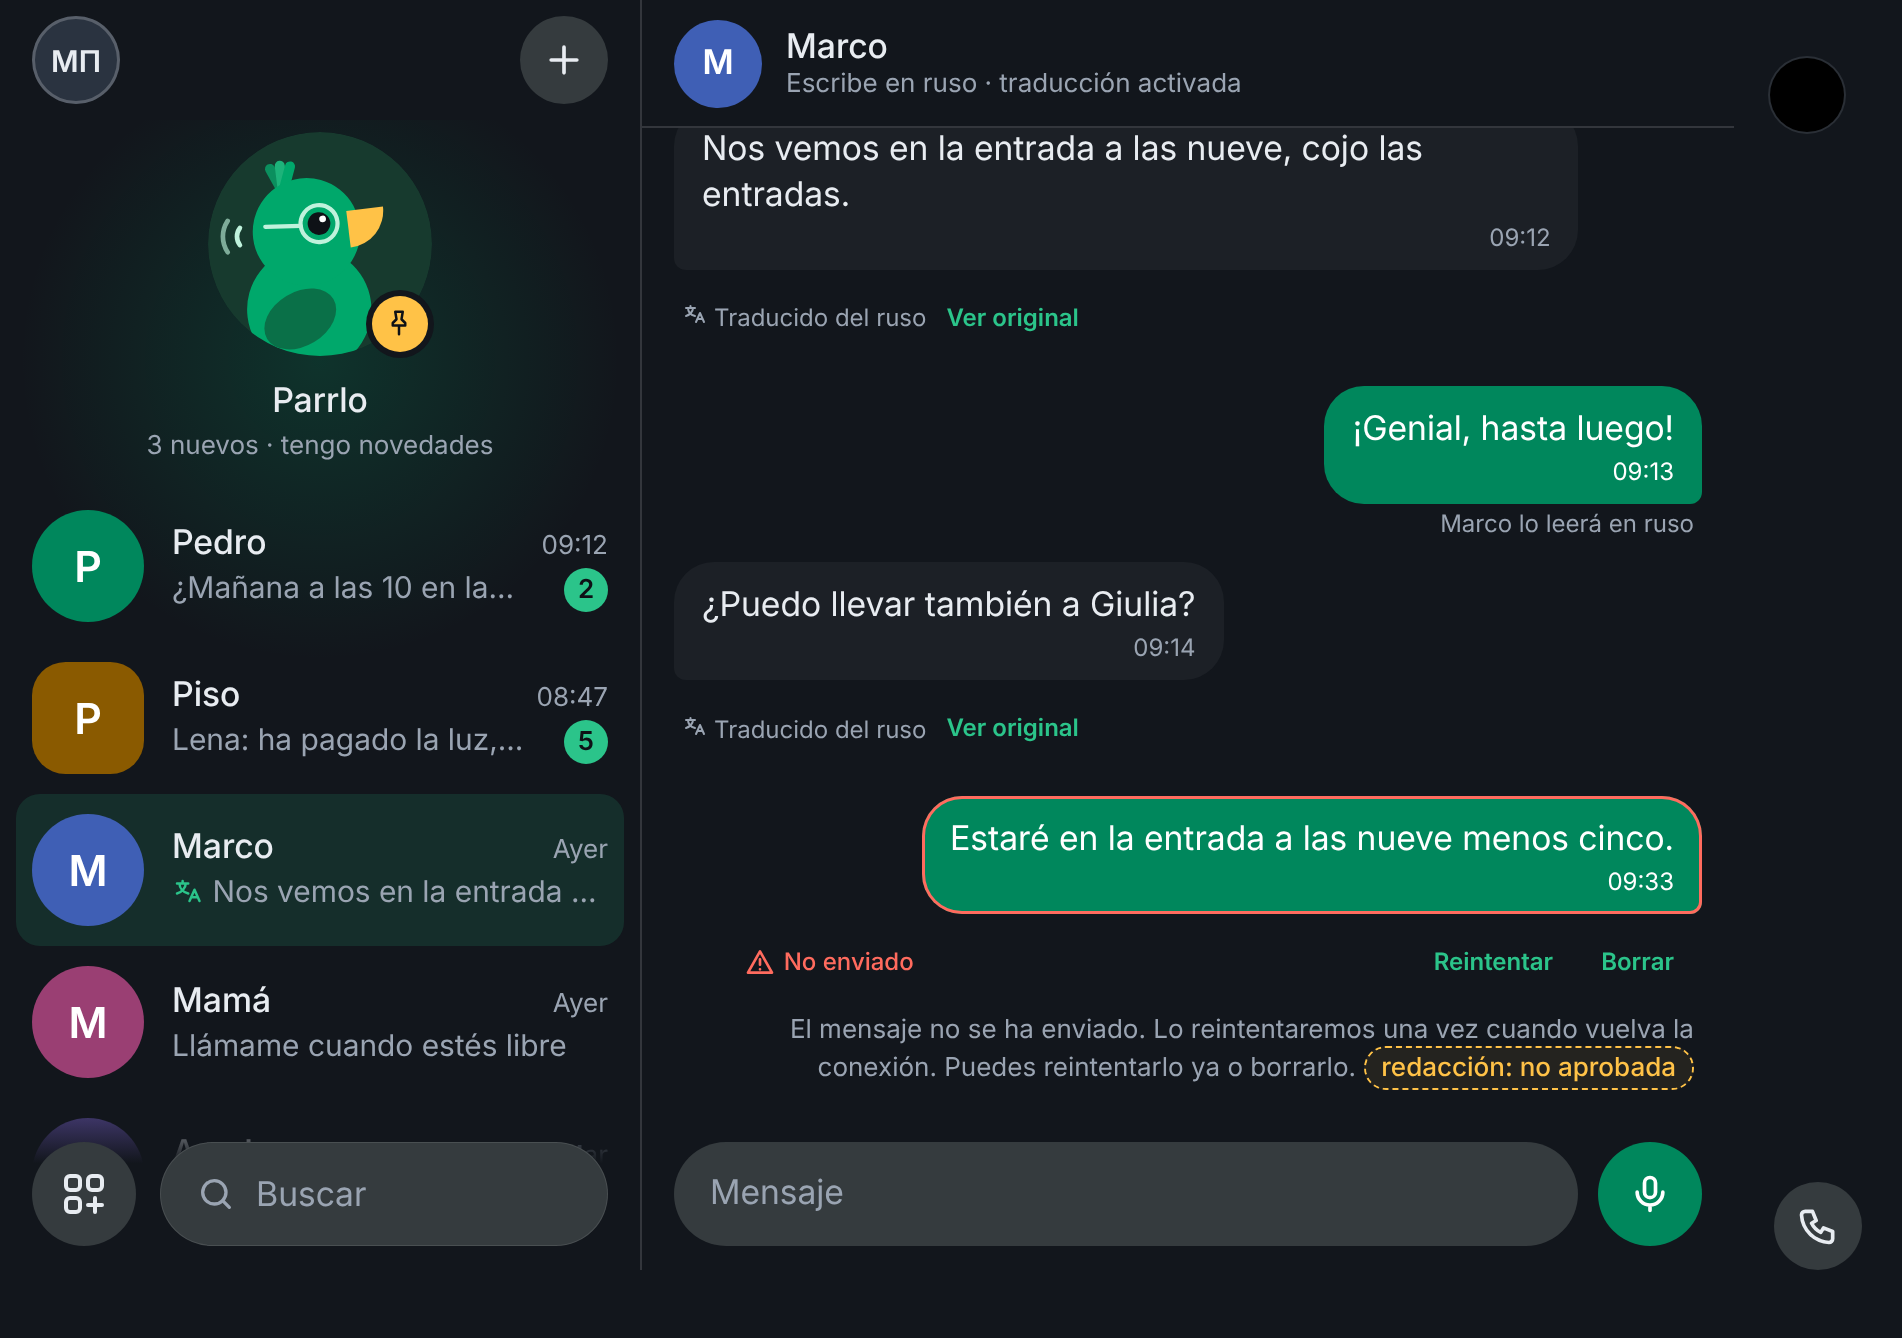 МП
Parrlo
3 nuevos · tengo novedades
P
Pedro
09:12
¿Mañana a las 10 en la...
2
P
Piso
08:47
Lena: ha pagado la luz,...
5
M
Marco
Ayer
Nos vemos en la entrada ...
M
Mamá
Ayer
Llámame cuando estés libre
Buscar
M
Marco
Escribe en ruso · traducción activada
Nos vemos en la entrada a las nueve, cojo las
entradas.
09:12
Traducido del ruso Ver original
¡Genial, hasta luego!
09:13
Marco lo leerá en ruso
¿Puedo llevar también a Giulia?
09:14
Traducido del ruso Ver original
Estaré en la entrada a las nueve menos cinco.
09:33
No enviado
Reintentar Borrar
El mensaje no se ha enviado. Lo reintentaremos una vez cuando vuelva la
conexión. Puedes reintentarlo ya o borrarlo. redacción: no aprobada
Mensaje